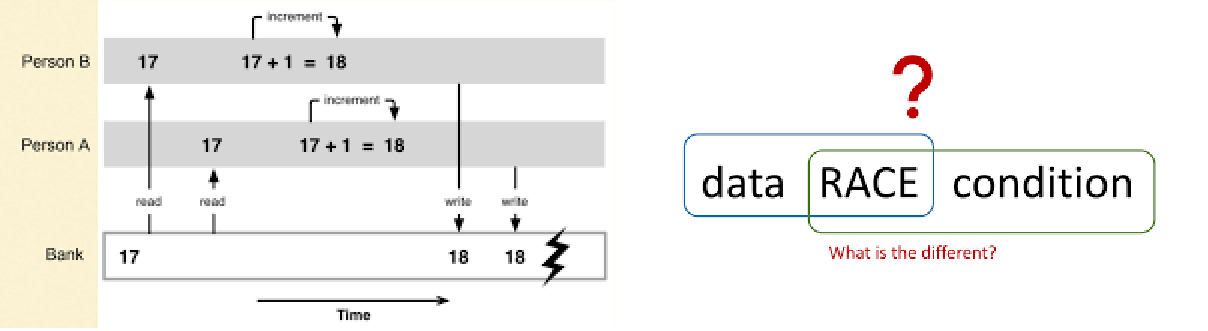 increment
Person B 17 17 + 1 = 18
increment
Person A 17 17 + 1 = 18
read read write write
Bank 17 18 18
Time
?
data RACE condition
What is the different?